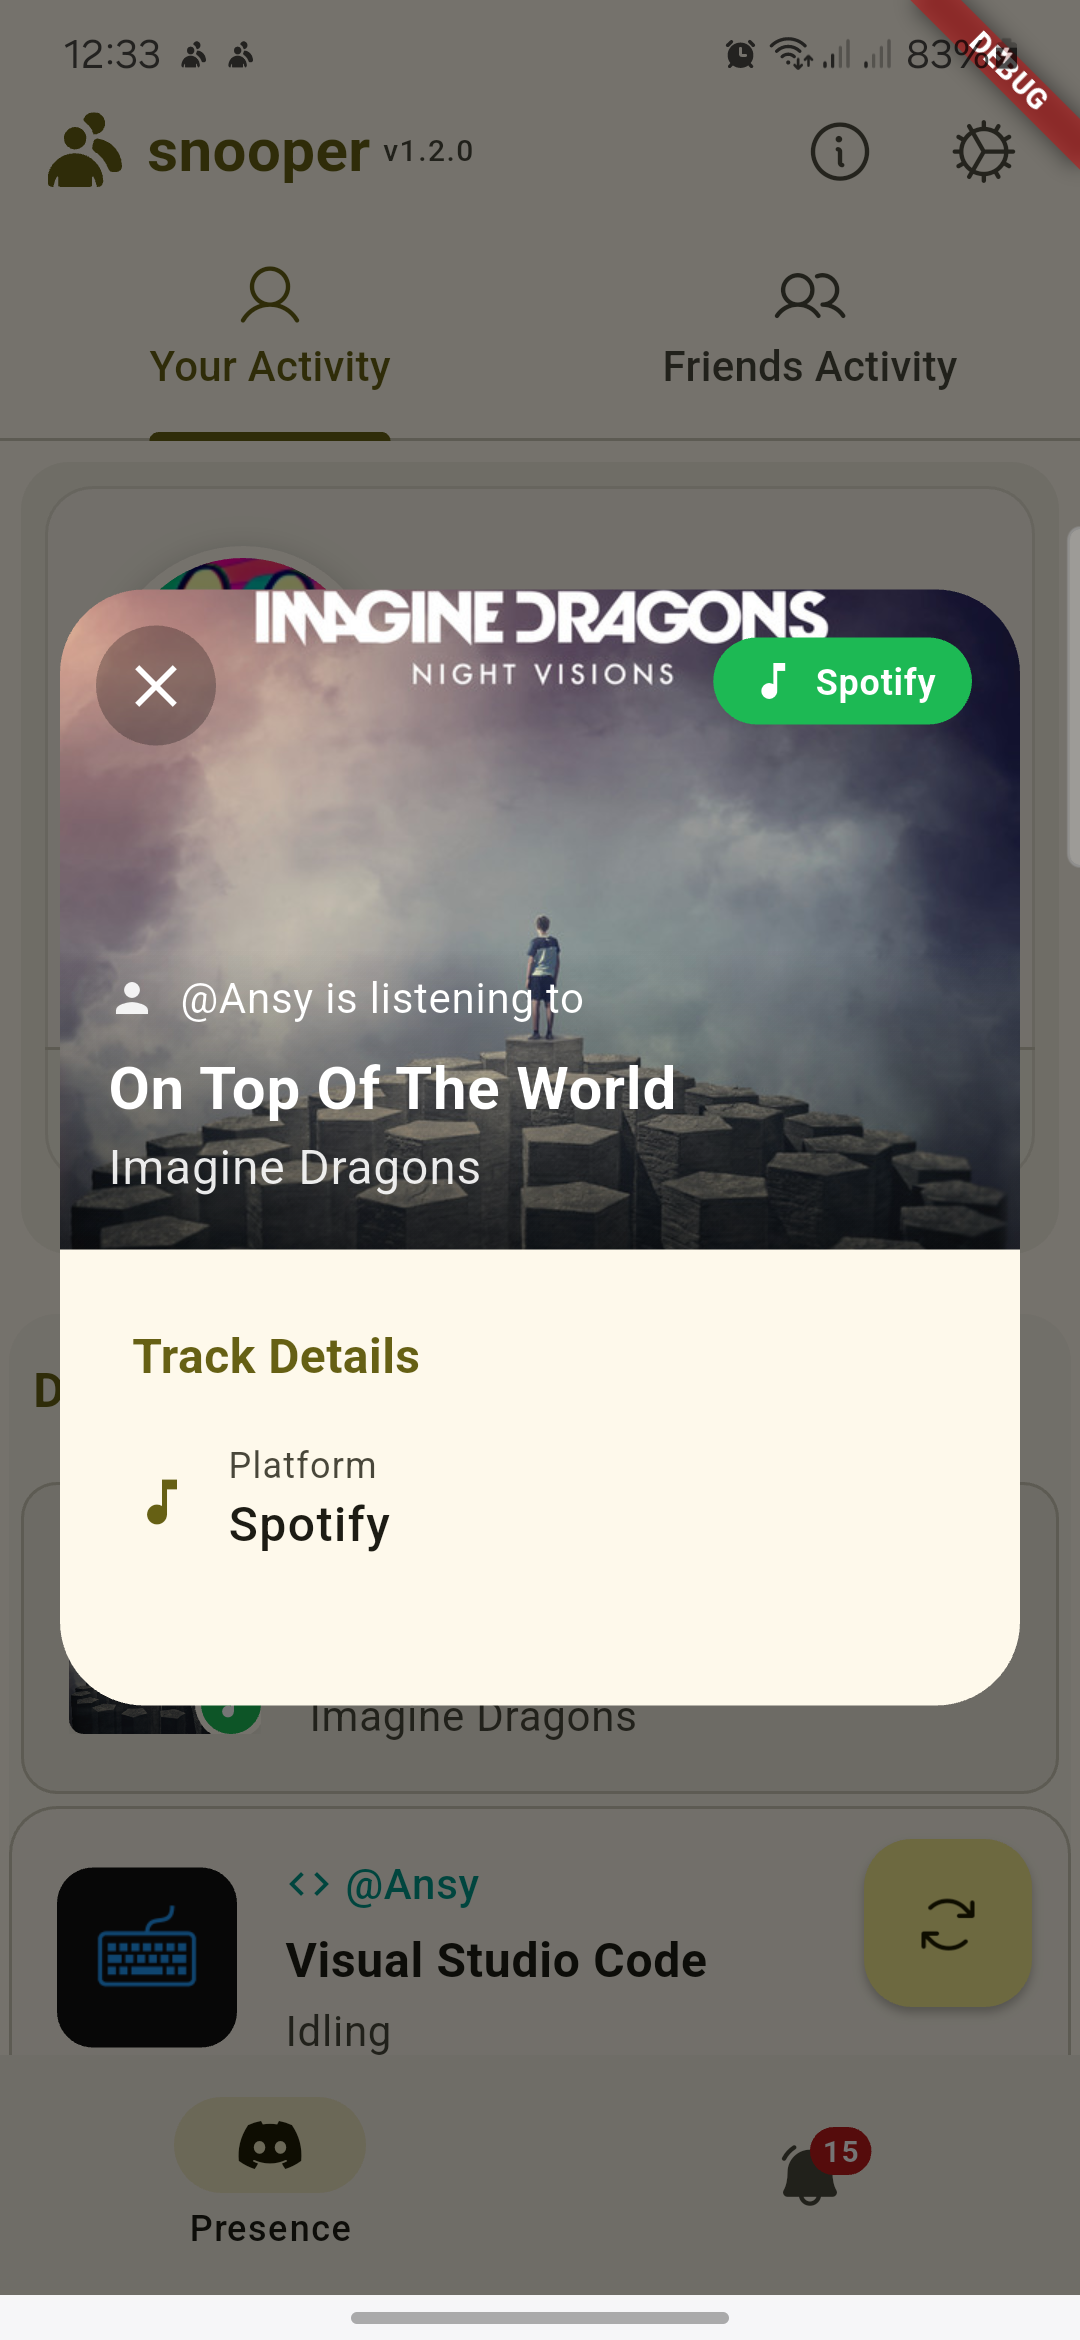 12:33
83%
DEBUG
snooper v1.2.0
Your Activity
Friends Activity
IMAGINE DRAGONS
NIGHT VISIONS
Spotify
@Ansy is listening to
On Top Of The World
Imagine Dragons
Track Details
D
Platform
Spotify
Imagine Dragons
@Ansy
Visual Studio Code
Idling
15
Presence